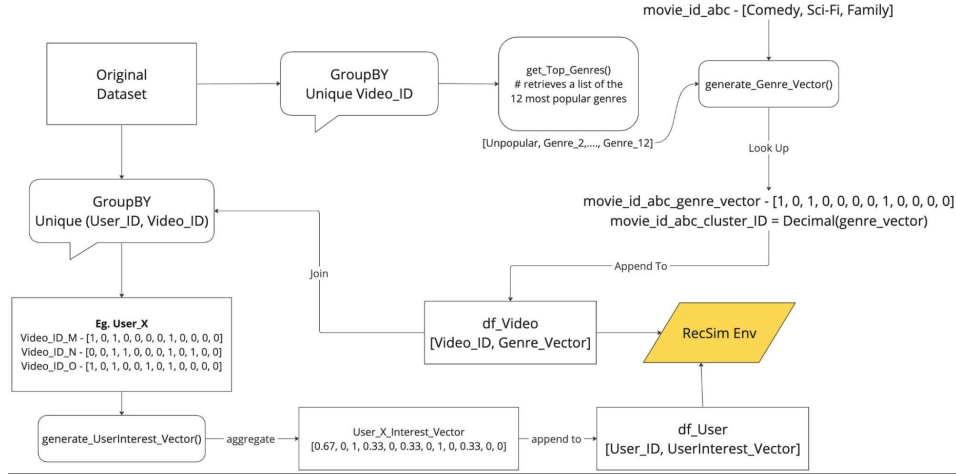 movie_id_abc - [Comedy, Sci-Fi, Family]
Original
Dataset
GroupBY
Unique Video_ID
get_Top_Genres()
# retrieves a list of the
12 most popular genres
generate_Genre_Vector()
[Unpopular, Genre_2,...., Genre_12]
Look Up
GroupBY
Unique (User_ID, Video_ID)
movie_id_abc_genre_vector - [1, 0, 1, 0, 0, 0, 0, 1, 0, 0, 0, 0]
movie_id_abc_cluster_ID = Decimal(genre_vector)
Join
Append To
Eg. User_X
Video_ID_M - [1, 0, 1, 0, 0, 0, 0, 1, 0, 0, 0, 0]
Video_ID_N - [0, 0, 1, 1, 0, 0, 0, 1, 0, 1, 0, 0]
Video_ID_O - [1, 0, 1, 0, 0, 1, 0, 1, 0, 0, 0, 0]
df_Video
[Video_ID, Genre_Vector]
RecSim Env
generate_UserInterest_Vector()
aggregate
User_X_Interest_Vector
[0.67, 0, 1, 0.33, 0, 0.33, 0, 1, 0, 0.33, 0, 0]
append to
df_User
[User_ID, UserInterest_Vector]